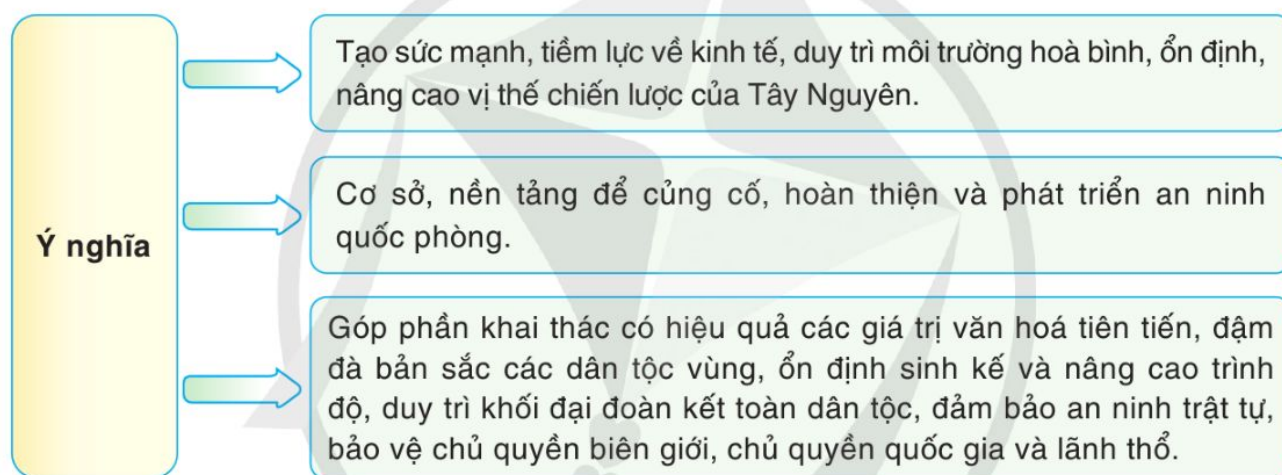 Ý nghĩa
Tạo sức mạnh, tiềm lực về kinh tế, duy trì môi trường hoà bình, ổn định,
nâng cao vị thế chiến lược của Tây Nguyên.
Cơ sở, nền tảng để củng cố, hoàn thiện và phát triển an ninh
quốc phòng.
Góp phần khai thác có hiệu quả các giá trị văn hoá tiên tiến, đậm
đà bản sắc các dân tộc vùng, ổn định sinh kế và nâng cao trình
độ, duy trì khối đại đoàn kết toàn dân tộc, đảm bảo an ninh trật tự,
bảo vệ chủ quyền biên giới, chủ quyền quốc gia và lãnh thổ.